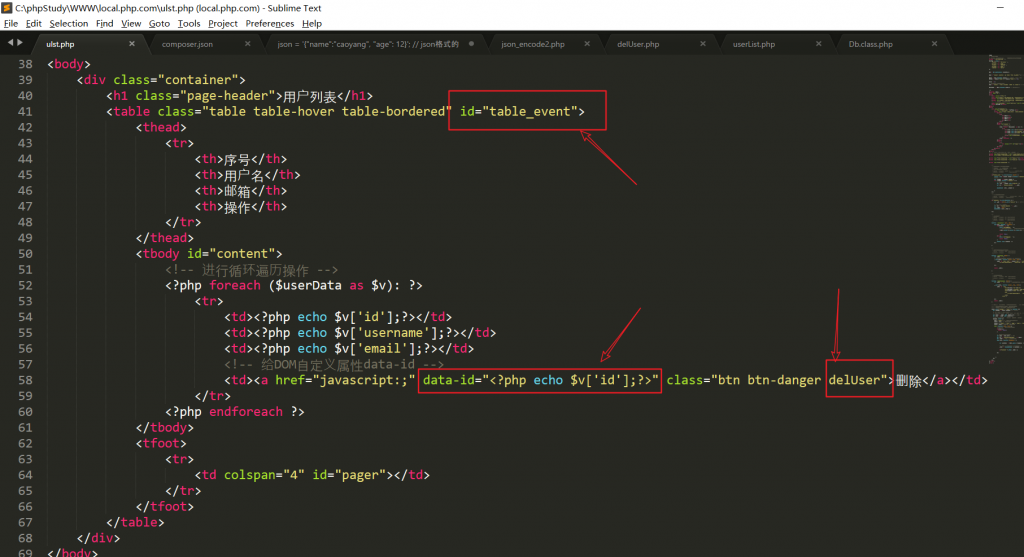 C:\phpStudy\WWW\local.php.com\ulst.php (local.php.com) - Sublime Text
File Edit Selection Find View Goto Tools Project Preferences Help
ulst.php composer.json json = '{"name":"caoyang", "age": 12}'; // json格式的 json_encode2.php delUser.php userList.php Db.class.php
38 <body>
39 <div class="container">
40 <h1 class="page-header">用户列表</h1>
41 <table class="table table-hover table-bordered" id="table_event">
42 <thead>
43 <tr>
44 <th>序号</th>
45 <th>用户名</th>
46 <th>邮箱</th>
47 <th>操作</th>
48 </tr>
49 </thead>
50 <tbody id="content">
51 <!-- 进行循环遍历操作 -->
52 <?php foreach ($userData as $v): ?>
53 <tr>
54 <td><?php echo $v['id'];?></td>
55 <td><?php echo $v['username'];?></td>
56 <td><?php echo $v['email'];?></td>
57 <!-- 给DOM自定义属性data-id -->
58 <td><a href="javascript:;" data-id="<?php echo $v['id'];?>" class="btn btn-danger delUser">删除</a></td>
59 </tr>
60 <?php endforeach ?>
61 </tbody>
62 <tfoot>
63 <tr>
64 <td colspan="4" id="pager"></td>
65 </tr>
66 </tfoot>
67 </table>
68 </div>
69 </body>